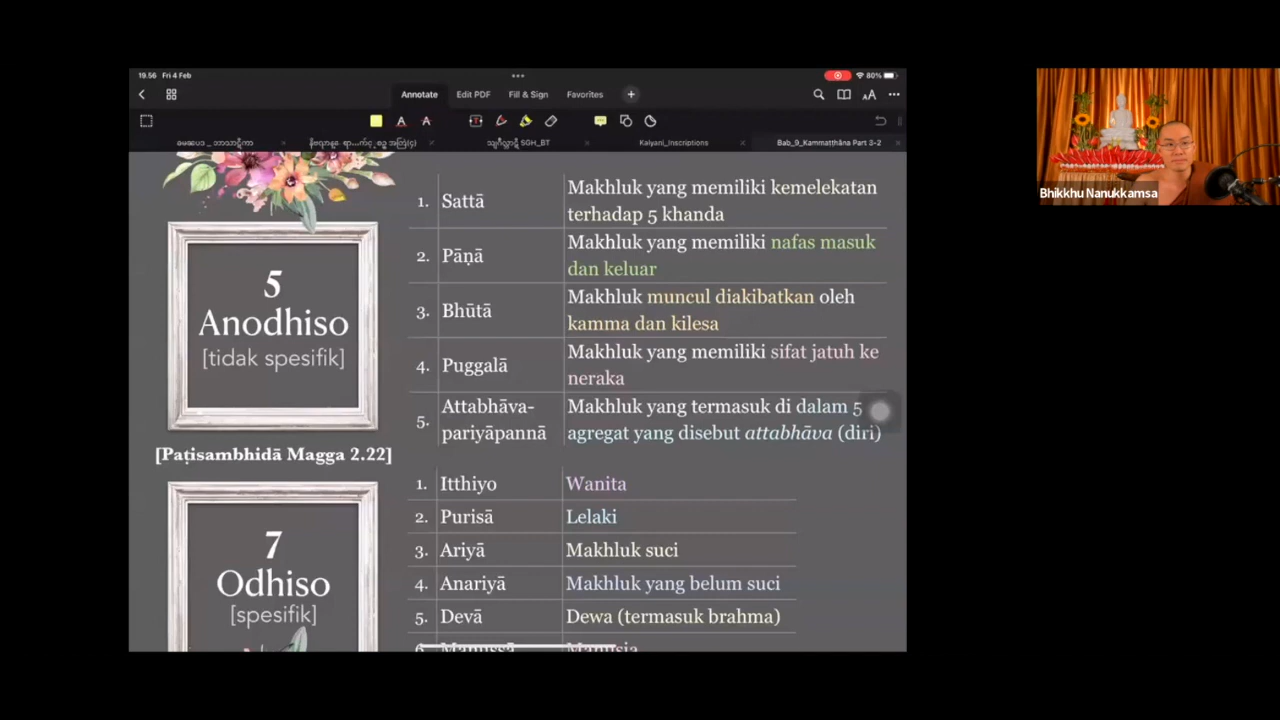 19.56 Fri 4 Feb
80%
Annotate
Edit PDF
Fill & Sign
Favorites
SGH_BT
Kalyani_Inscriptions
Bab_9_Kammaṭṭhāna Part 3-2
Bhikkhu Nanukkamsa
5
Anodhiso
[tidak spesifik]
[Paṭisambhidā Magga 2.22]
1. Sattā Makhluk yang memiliki kemelekatan
terhadap 5 khanda
2. Pāṇā Makhluk yang memiliki nafas masuk
dan keluar
3. Bhūtā Makhluk muncul diakibatkan oleh
kamma dan kilesa
4. Puggalā Makhluk yang memiliki sifat jatuh ke
neraka
5. Attabhāva-
pariyāpannā
Makhluk yang termasuk di dalam 5
agregat yang disebut attabhāva (diri)
7
Odhiso
[spesifik]
1. Itthiyo Wanita
2. Purisā Lelaki
3. Ariyā Makhluk suci
4. Anariyā Makhluk yang belum suci
5. Devā Dewa (termasuk brahma)
6. Manussā Manusia